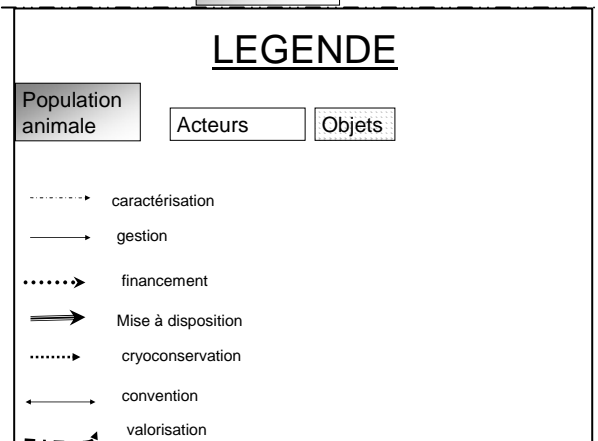 LEGENDE
Population
animale
Acteurs
Objets
caractérisation
gestion
financement
Mise à disposition
cryoconservation
convention
valorisation